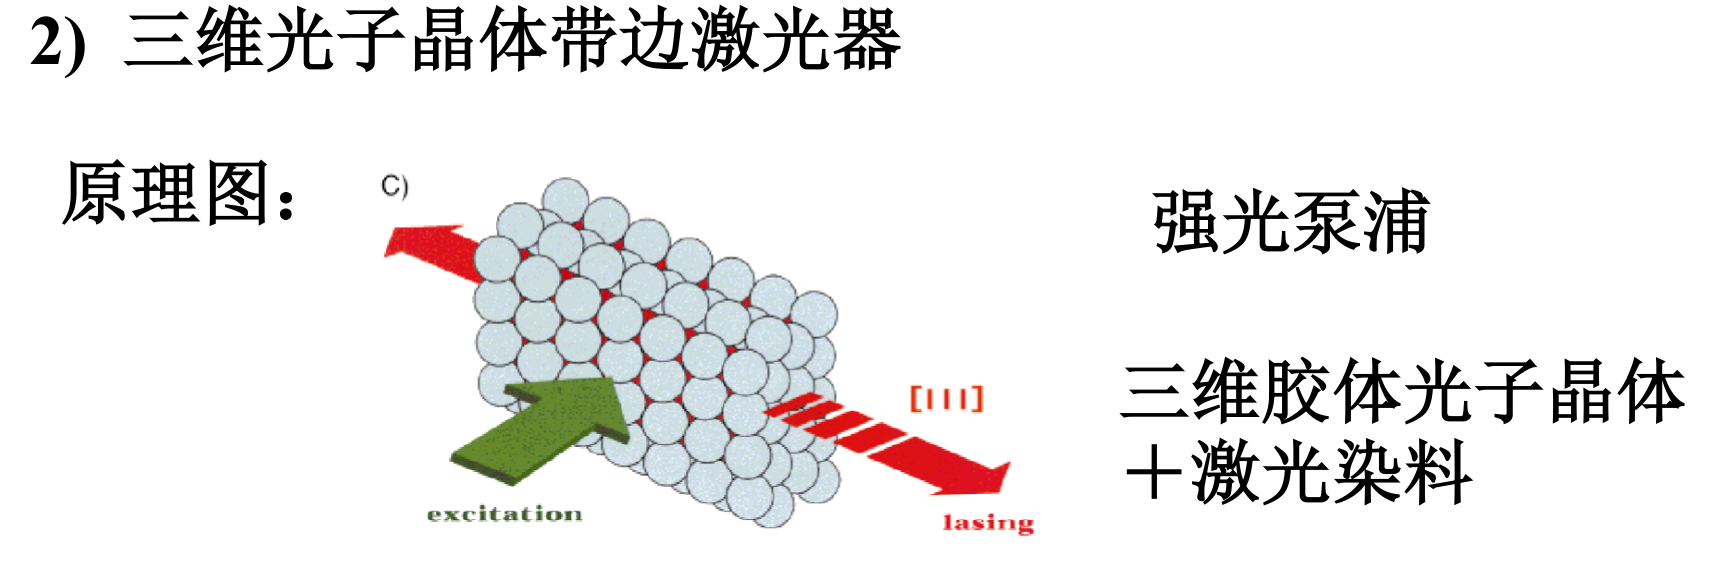 2) 三维光子晶体带边激光器
原理图：
C)
强光泵浦
[111]
三维胶体光子晶体
＋激光染料
excitation
lasing